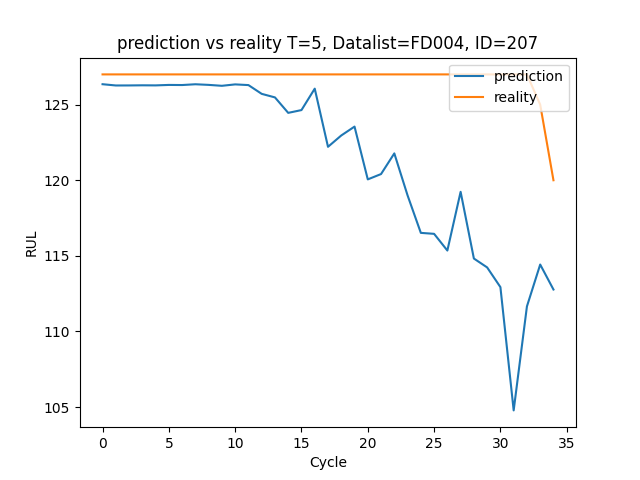 prediction vs reality T=5, Datalist=FD004, ID=207
prediction
reality
125
120
115
110
105
RUL
0 5 10 15 20 25 30 35
Cycle